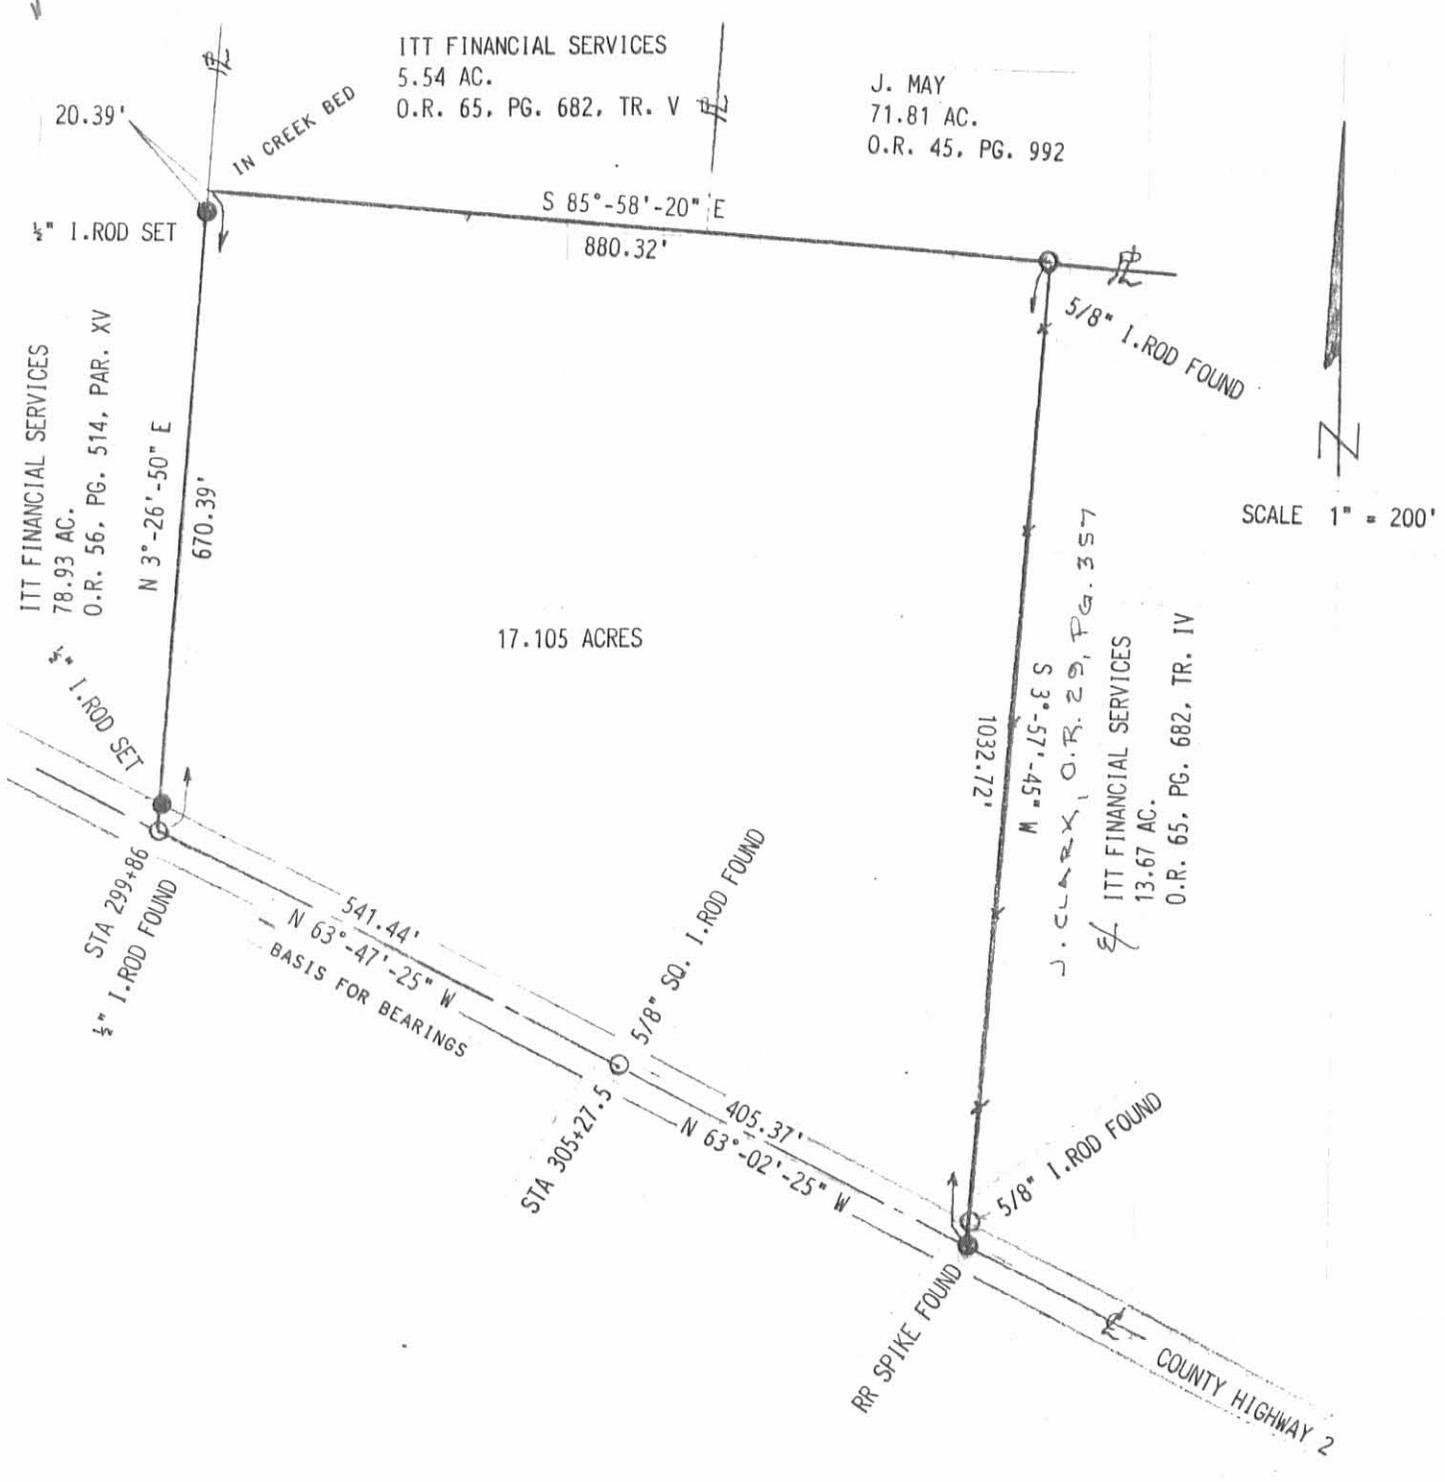 ITT FINANCIAL SERVICES
5.54 AC.
O.R. 65, PG. 682, TR. V
J. MAY
71.81 AC.
O.R. 45, PG. 992
20.39'
IN CREEK BED
½" I.ROD SET
S 85°-58'-20" E
880.32'
5/8" I.ROD FOUND
ITT FINANCIAL SERVICES
78.93 AC.
O.R. 56, PG. 514, PAR. XV
N 3°-26'-50" E
670.39'
N
SCALE 1" = 200'
17.105 ACRES
S 3°-57'-45" W
1032.72'
J. CLARK, O.R. 29, PG. 357
&
ITT FINANCIAL SERVICES
13.67 AC.
O.R. 65, PG. 682, TR. IV
" I.ROD SET
STA 299+86
½" I.ROD FOUND
541.44'
N 63°-47'-25" W
BASIS FOR BEARINGS
5/8" SQ. I.ROD FOUND
STA 305+27.5
405.37'
N 63°-02'-25" W
5/8" I.ROD FOUND
RR SPIKE FOUND
COUNTY HIGHWAY 2